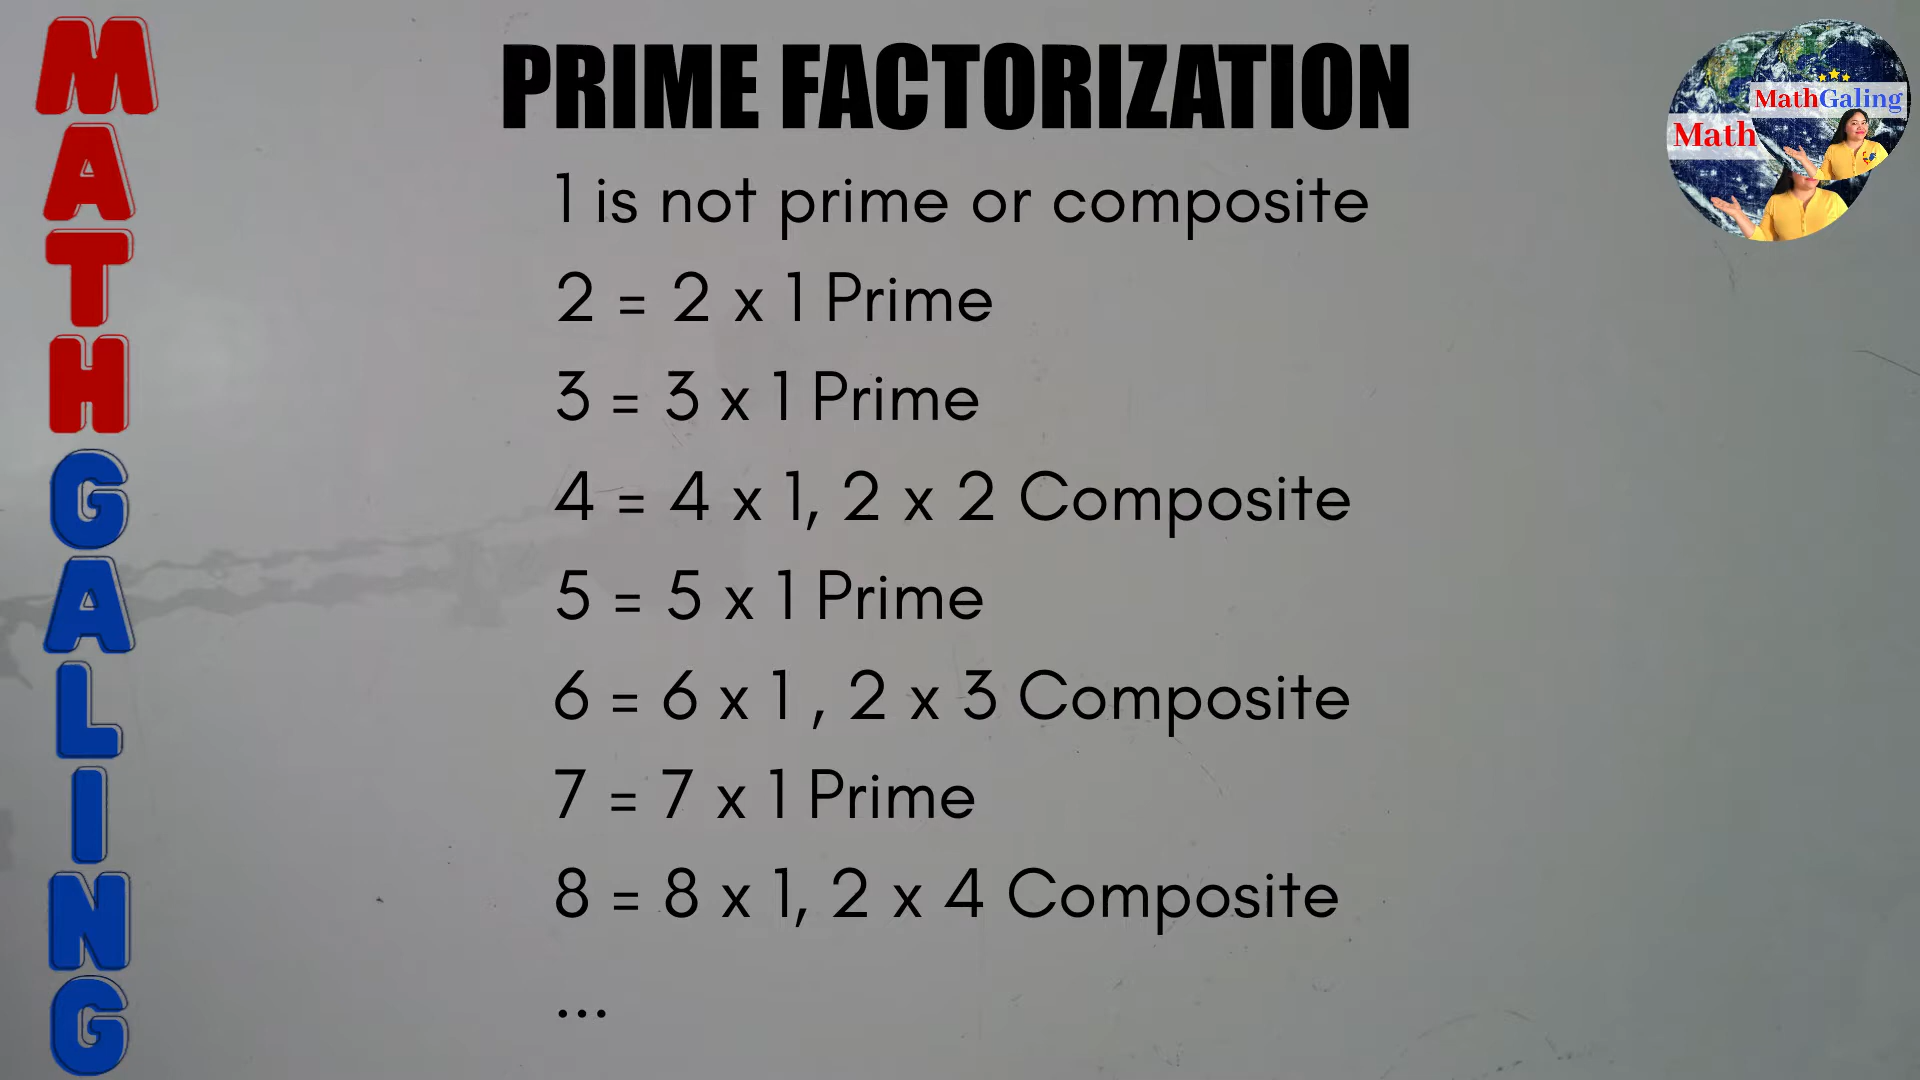 MATH GALING
PRIME FACTORIZATION
MathGaling
Math
1 is not prime or composite
2 = 2 x 1 Prime
3 = 3 x 1 Prime
4 = 4 x 1, 2 x 2 Composite
5 = 5 x 1 Prime
6 = 6 x 1 , 2 x 3 Composite
7 = 7 x 1 Prime
8 = 8 x 1, 2 x 4 Composite
...